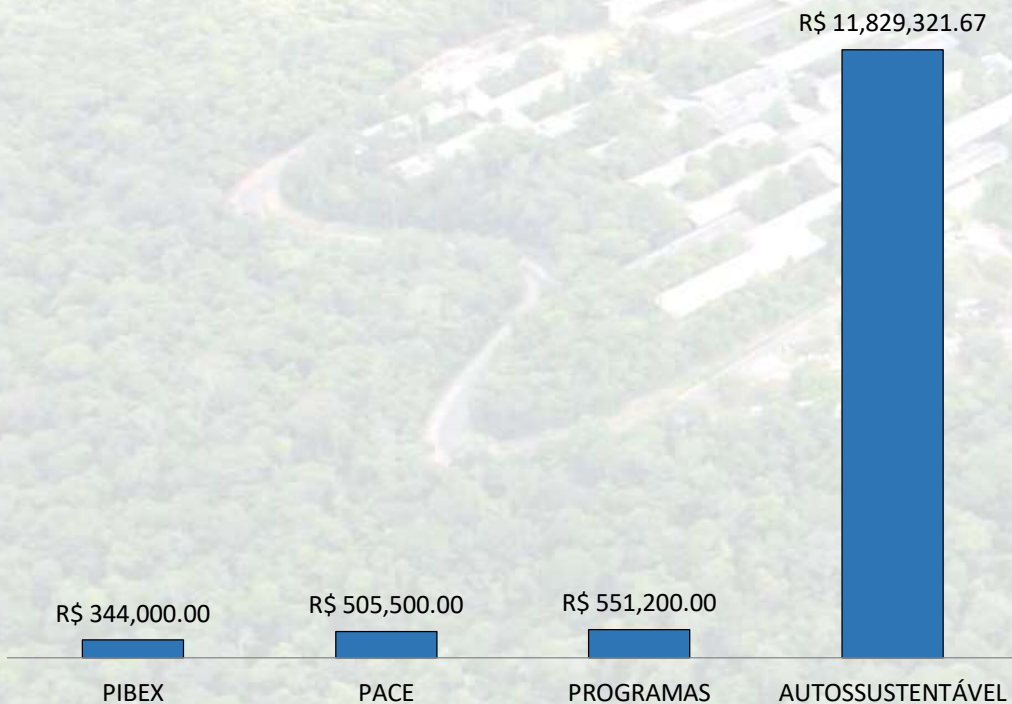 R$ 11,829,321.67
R$ 344,000.00
R$ 505,500.00
R$ 551,200.00
PIBEX
PACE
PROGRAMAS
AUTOSSUSTENTÁVEL